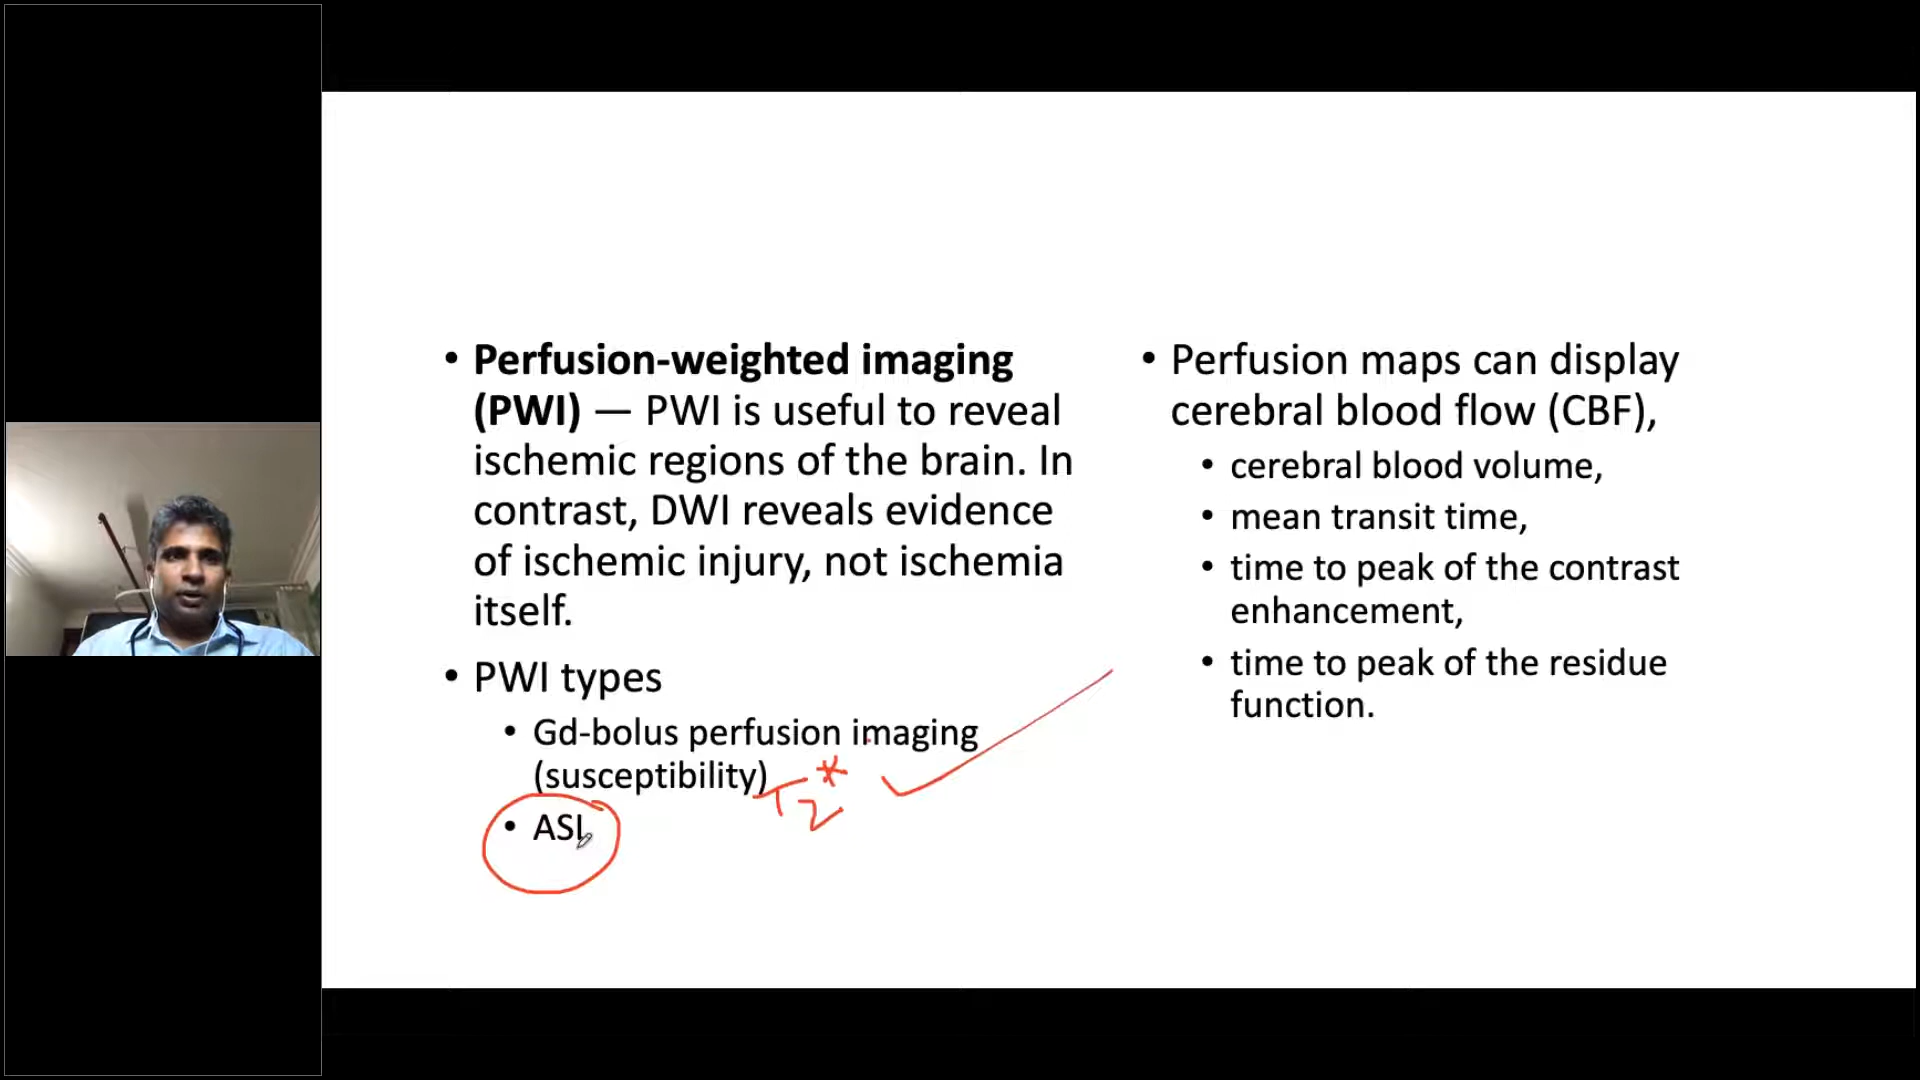 • Perfusion-weighted imaging
(PWI) — PWI is useful to reveal
ischemic regions of the brain. In
contrast, DWI reveals evidence
of ischemic injury, not ischemia
itself.
• PWI types
• Gd-bolus perfusion imaging
(susceptibility)
T2*
• ASL
• Perfusion maps can display
cerebral blood flow (CBF),
• cerebral blood volume,
• mean transit time,
• time to peak of the contrast
enhancement,
• time to peak of the residue
function.